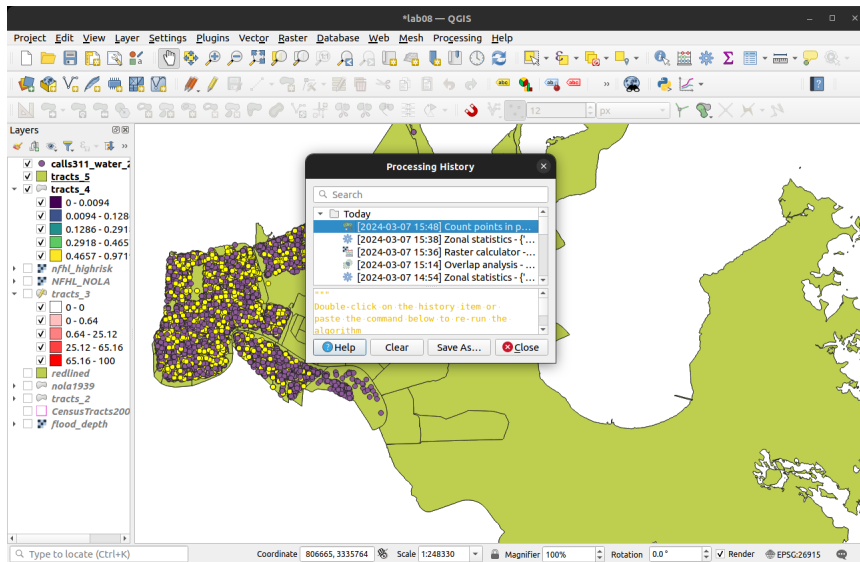 *lab08 — QGIS
Project Edit View Layer Settings Plugins Vector Raster Database Web Mesh Processing Help
abc abc abc »
12 px
Layers
»
calls311_water_2
tracts_5
tracts_4
0 - 0.0094
0.0094 - 0.128
0.1286 - 0.291
0.2918 - 0.465
0.4657 - 0.971
nfhl_highrisk
NFHL_NOLA
tracts_3
0 - 0
0 - 0.64
0.64 - 25.12
25.12 - 65.16
65.16 - 100
redlined
nola1939
tracts_2
CensusTracts200
flood_depth
Processing History
Search
Today
[2024-03-07 15:48] Count points in p...
[2024-03-07 15:38] Zonal statistics - {'...
[2024-03-07 15:36] Raster calculator -...
[2024-03-07 15:14] Overlap analysis - ...
[2024-03-07 14:54] Zonal statistics - {'...
"""
Double-click on the history item or
paste the command below to re-run the
algorithm
Help Clear Save As... Close
Type to locate (Ctrl+K) Coordinate 806665, 3335764 Scale 1:248330 Magnifier 100% Rotation 0.0° Render EPSG:26915